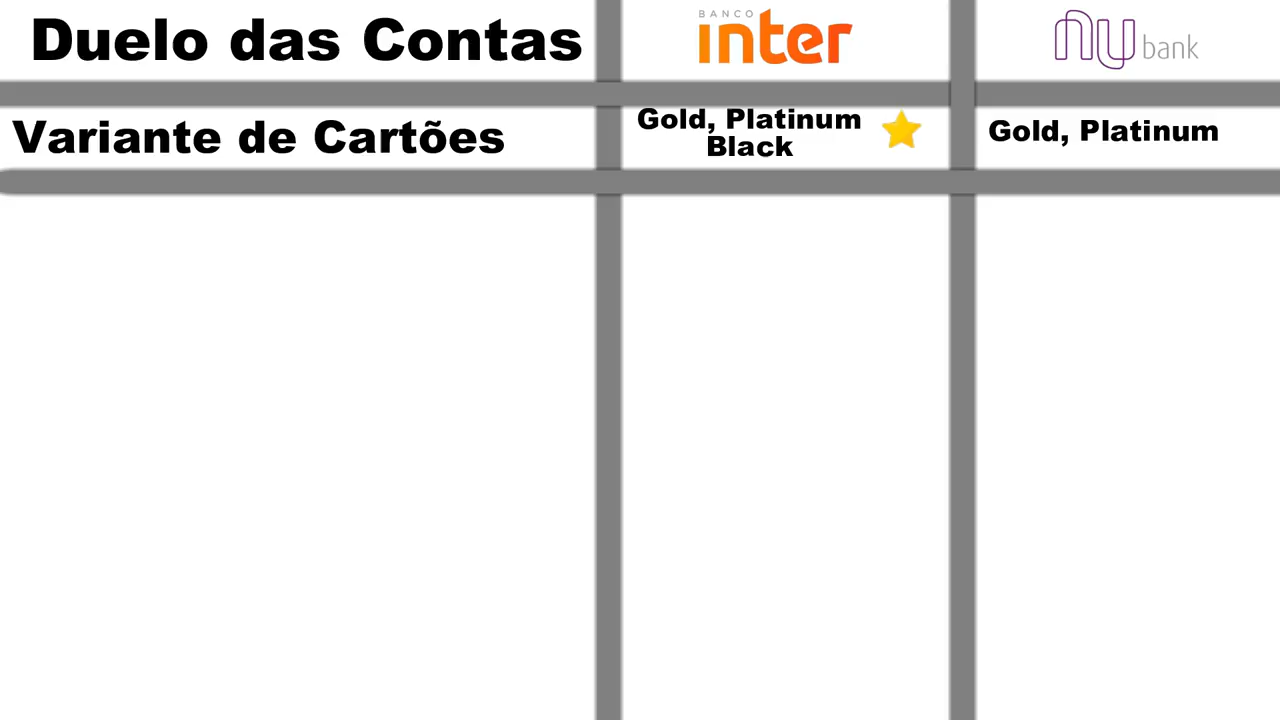 Duelo das Contas
BANCO
inter
nu bank
Variante de Cartões
Gold, Platinum
Black
Gold, Platinum